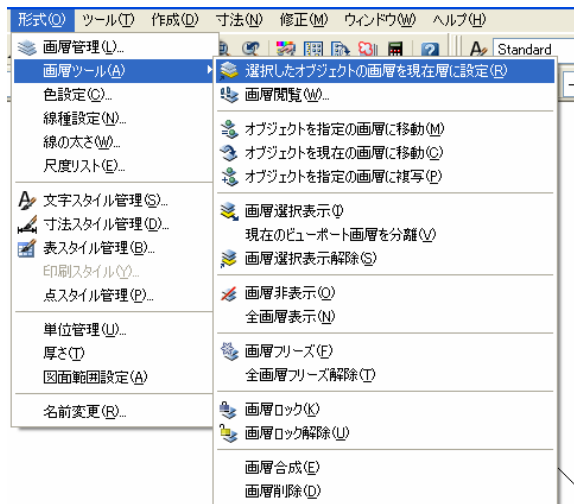 形式(O) ツール(T) 作成(D) 寸法(N) 修正(M) ウィンドウ(W) ヘルプ(H)
Standard
画層管理(L)...
画層ツール(A)
色設定(C)...
線種設定(N)...
線の太さ(W)...
尺度リスト(E)...
文字スタイル管理(S)...
寸法スタイル管理(D)...
表スタイル管理(B)...
印刷スタイル(Y)...
点スタイル管理(P)...
単位管理(U)...
厚さ(T)
図面範囲設定(A)
名前変更(R)...
選択したオブジェクトの画層を現在層に設定(R)
画層閲覧(W)...
オブジェクトを指定の画層に移動(M)
オブジェクトを現在の画層に移動(C)
オブジェクトを指定の画層に複写(P)
画層選択表示(I)
現在のビューポート画層を分離(V)
画層選択表示解除(S)
画層非表示(O)
全画層表示(N)
画層フリーズ(F)
全画層フリーズ解除(T)
画層ロック(K)
画層ロック解除(U)
画層合成(E)
画層削除(D)